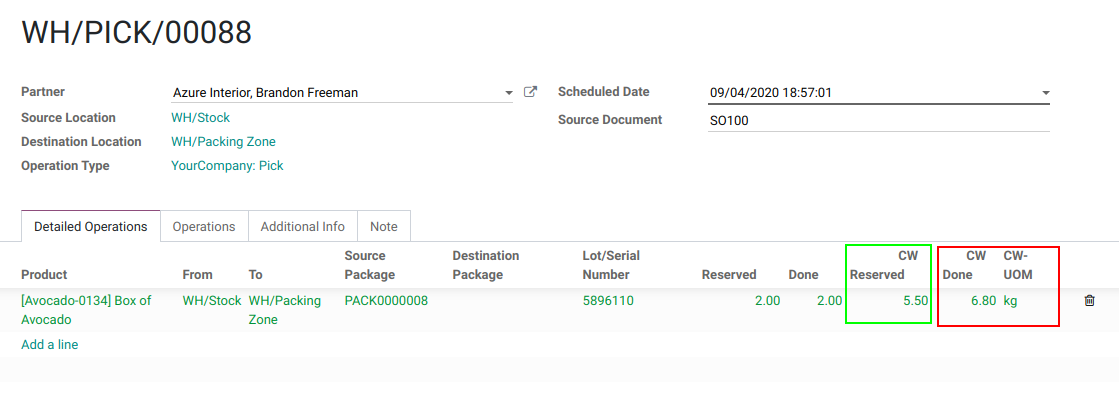 WH/PICK/00088
Partner Azure Interior, Brandon Freeman Scheduled Date 09/04/2020 18:57:01
Source Location WH/Stock Source Document SO100
Destination Location WH/Packing Zone
Operation Type YourCompany: Pick
Detailed Operations Operations Additional Info Note
Source Destination Lot/Serial CW CW CW-
Product From To Package Package Number Reserved Done Reserved Done UOM
[Avocado-0134] Box of WH/Stock WH/Packing PACK0000008 5896110 2.00 2.00 5.50 6.80 kg
Avocado Zone
Add a line